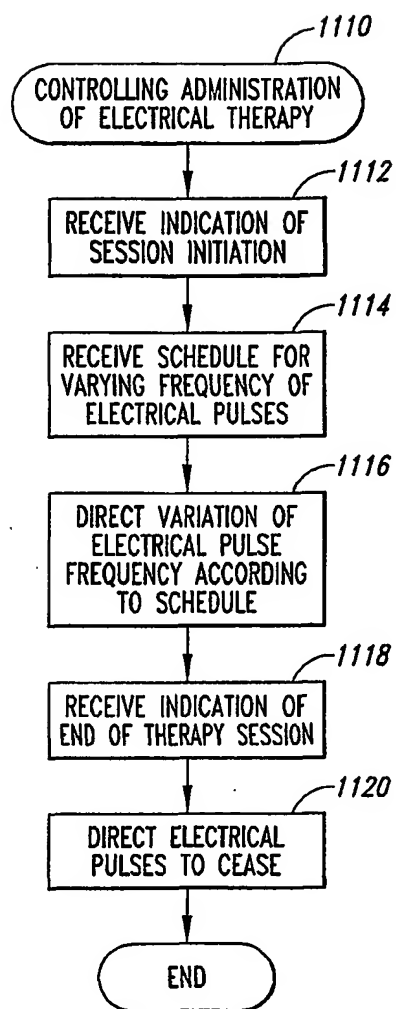 1110
CONTROLLING ADMINISTRATION
OF ELECTRICAL THERAPY
1112
RECEIVE INDICATION OF
SESSION INITIATION
1114
RECEIVE SCHEDULE FOR
VARYING FREQUENCY OF
ELECTRICAL PULSES
1116
DIRECT VARIATION OF
ELECTRICAL PULSE
FREQUENCY ACCORDING
TO SCHEDULE
1118
RECEIVE INDICATION OF
END OF THERAPY SESSION
1120
DIRECT ELECTRICAL
PULSES TO CEASE
END